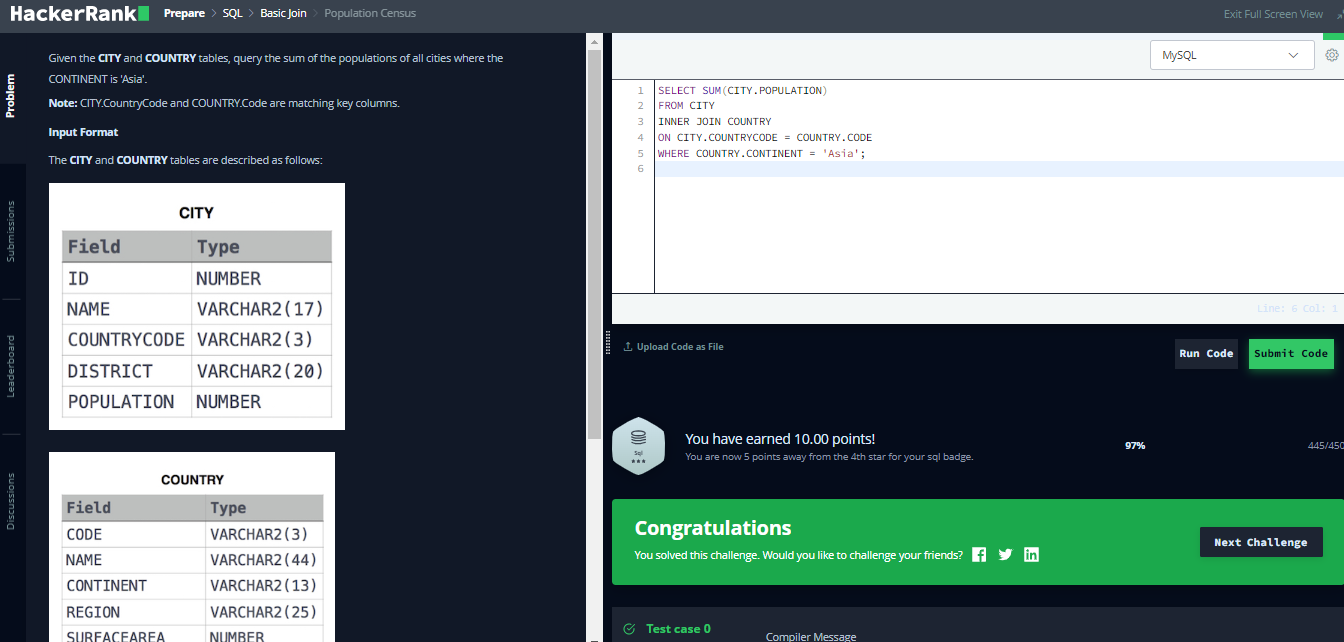 HackerRank Prepare > SQL > Basic Join > Population Census Exit Full Screen View
Problem
Submissions
Leaderboard
Discussions
Given the CITY and COUNTRY tables, query the sum of the populations of all cities where the
CONTINENT is 'Asia'.
Note: CITY.CountryCode and COUNTRY.Code are matching key columns.
Input Format
The CITY and COUNTRY tables are described as follows:
CITY
Field Type
ID NUMBER
NAME VARCHAR2(17)
COUNTRYCODE VARCHAR2(3)
DISTRICT VARCHAR2(20)
POPULATION NUMBER
COUNTRY
Field Type
CODE VARCHAR2(3)
NAME VARCHAR2(44)
CONTINENT VARCHAR2(13)
REGION VARCHAR2(25)
SURFACEAREA NUMBER
MySQL
1 SELECT SUM(CITY.POPULATION)
2 FROM CITY
3 INNER JOIN COUNTRY
4 ON CITY.COUNTRYCODE = COUNTRY.CODE
5 WHERE COUNTRY.CONTINENT = 'Asia';
6
Line: 6 Col: 1
Upload Code as File
Run Code
Submit Code
Sql
You have earned 10.00 points!
You are now 5 points away from the 4th star for your sql badge.
97%
445/450
Congratulations
You solved this challenge. Would you like to challenge your friends?
Next Challenge
Test case 0
Compiler Message